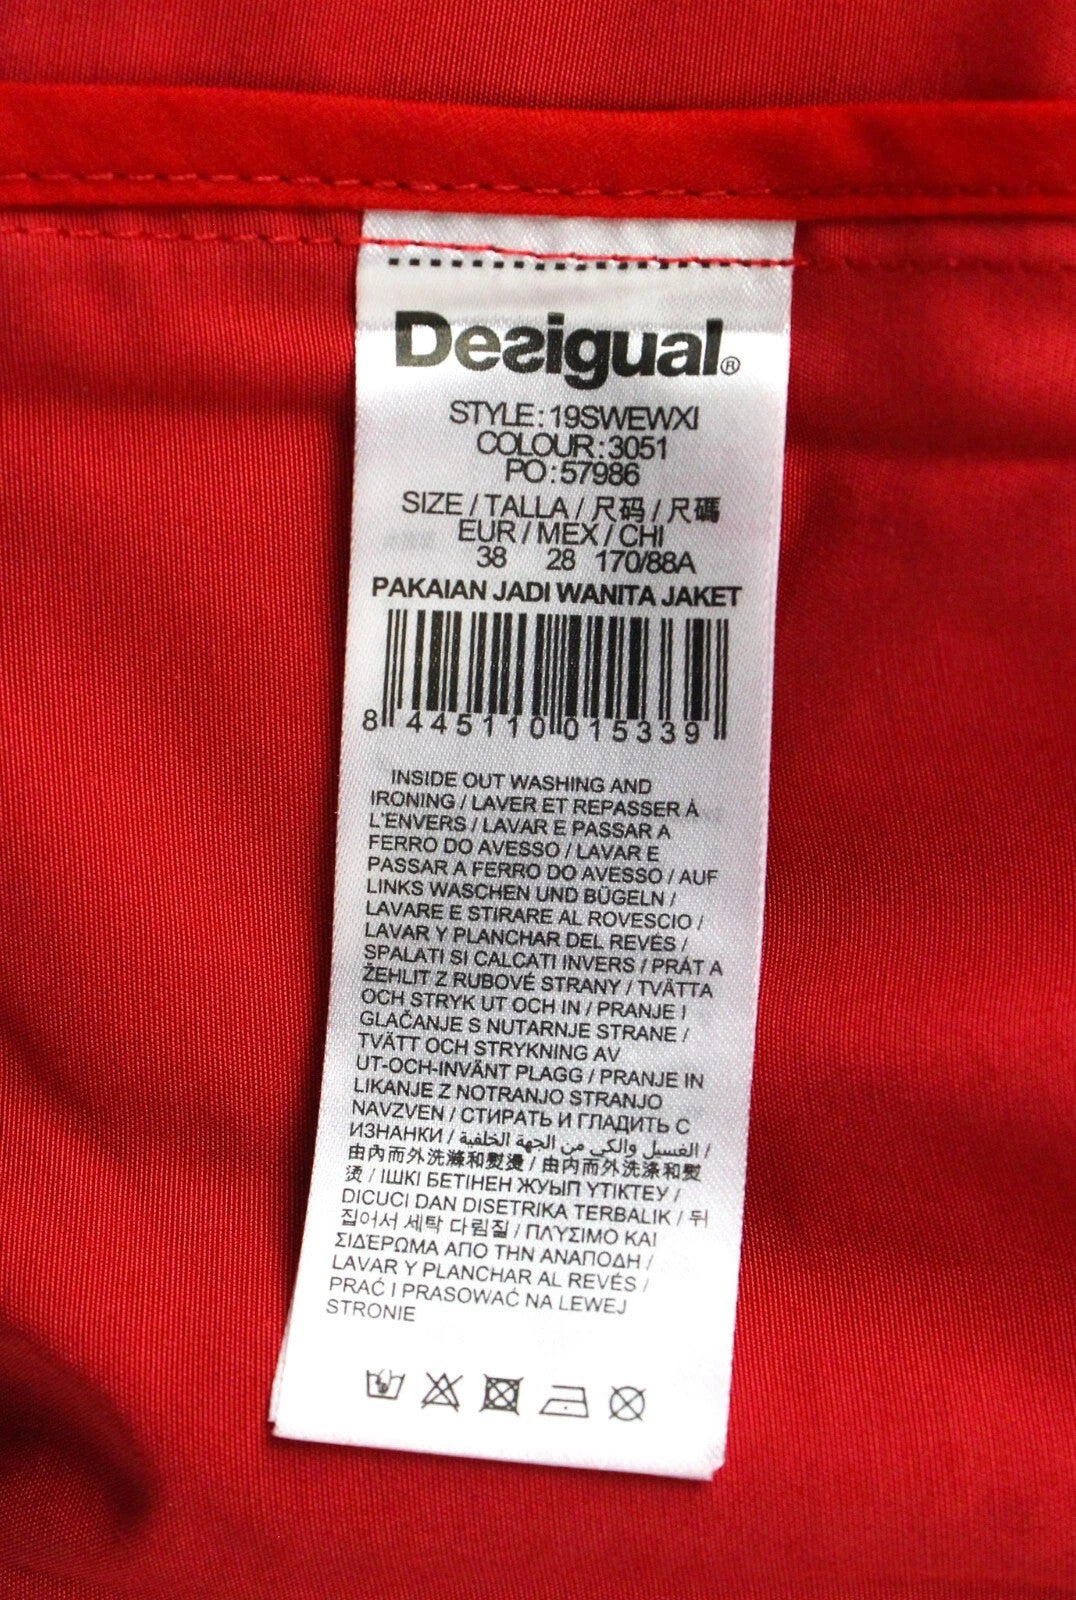 Desigual®
STYLE: 19SWEWXI
COLOUR: 3051
PO: 57986
SIZE / TALLA / 尺码 / 尺碼
EUR / MEX / CHI
38 28 170/88A
PAKAIAN JADI WANITA JAKET
8 445110 015339
INSIDE OUT WASHING AND
IRONING / LAVER ET REPASSER À
L'ENVERS / LAVAR E PASSAR A
FERRO DO AVESSO / LAVAR E
PASSAR A FERRO DO AVESSO / AUF
LINKS WASCHEN UND BÜGELN /
LAVARE E STIRARE AL ROVESCIO /
LAVAR Y PLANCHAR DEL REVÉS /
SPALATI SI CALCATI INVERS / PRÁT A
ŽEHLIT Z RUBOVÉ STRANY / TVÄTTA
OCH STRYK UT OCH IN / PRANJE I
GLAČANJE S NUTARNJE STRANE /
TVÄTT OCH STRYKNING AV
UT-OCH-INVÄNT PLAGG / PRANJE IN
LIKANJE Z NOTRANJO STRANJO
NAVZVEN / СТИРАТЬ И ГЛАДИТЬ С
ИЗНАНКИ / الغسيل والكي من الجهة الخلفية /
由內而外洗滌和熨燙 / 由内而外洗涤和熨
烫 / ІШКІ БЕТІНЕН ЖУЫП ҮТІКТЕУ /
DICUCI DAN DISETRIKA TERBALIK / 뒤
집어서 세탁 다림질 / ΠΛΥΣΙΜΟ ΚΑΙ
ΣΙΔΈΡΩΜΑ ΑΠΟ ΤΗΝ ΑΝΑΠΟΔΗ /
LAVAR Y PLANCHAR AL REVÉS /
PRAĆ I PRASOWAĆ NA LEWEJ
STRONIE